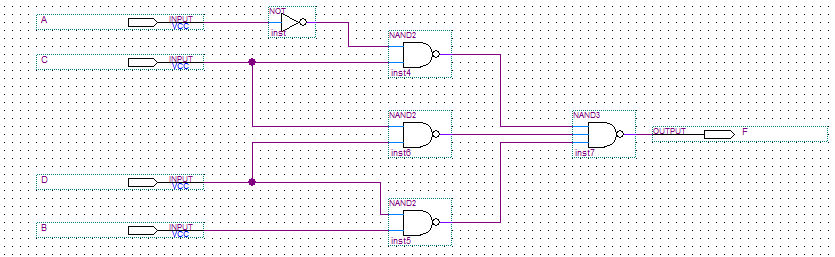 A
INPUT
VCC
NOT
inst
C
INPUT
VCC
NAND2
inst4
NAND2
inst6
NAND3
inst7
OUTPUT
F
D
INPUT
VCC
NAND2
inst5
B
INPUT
VCC